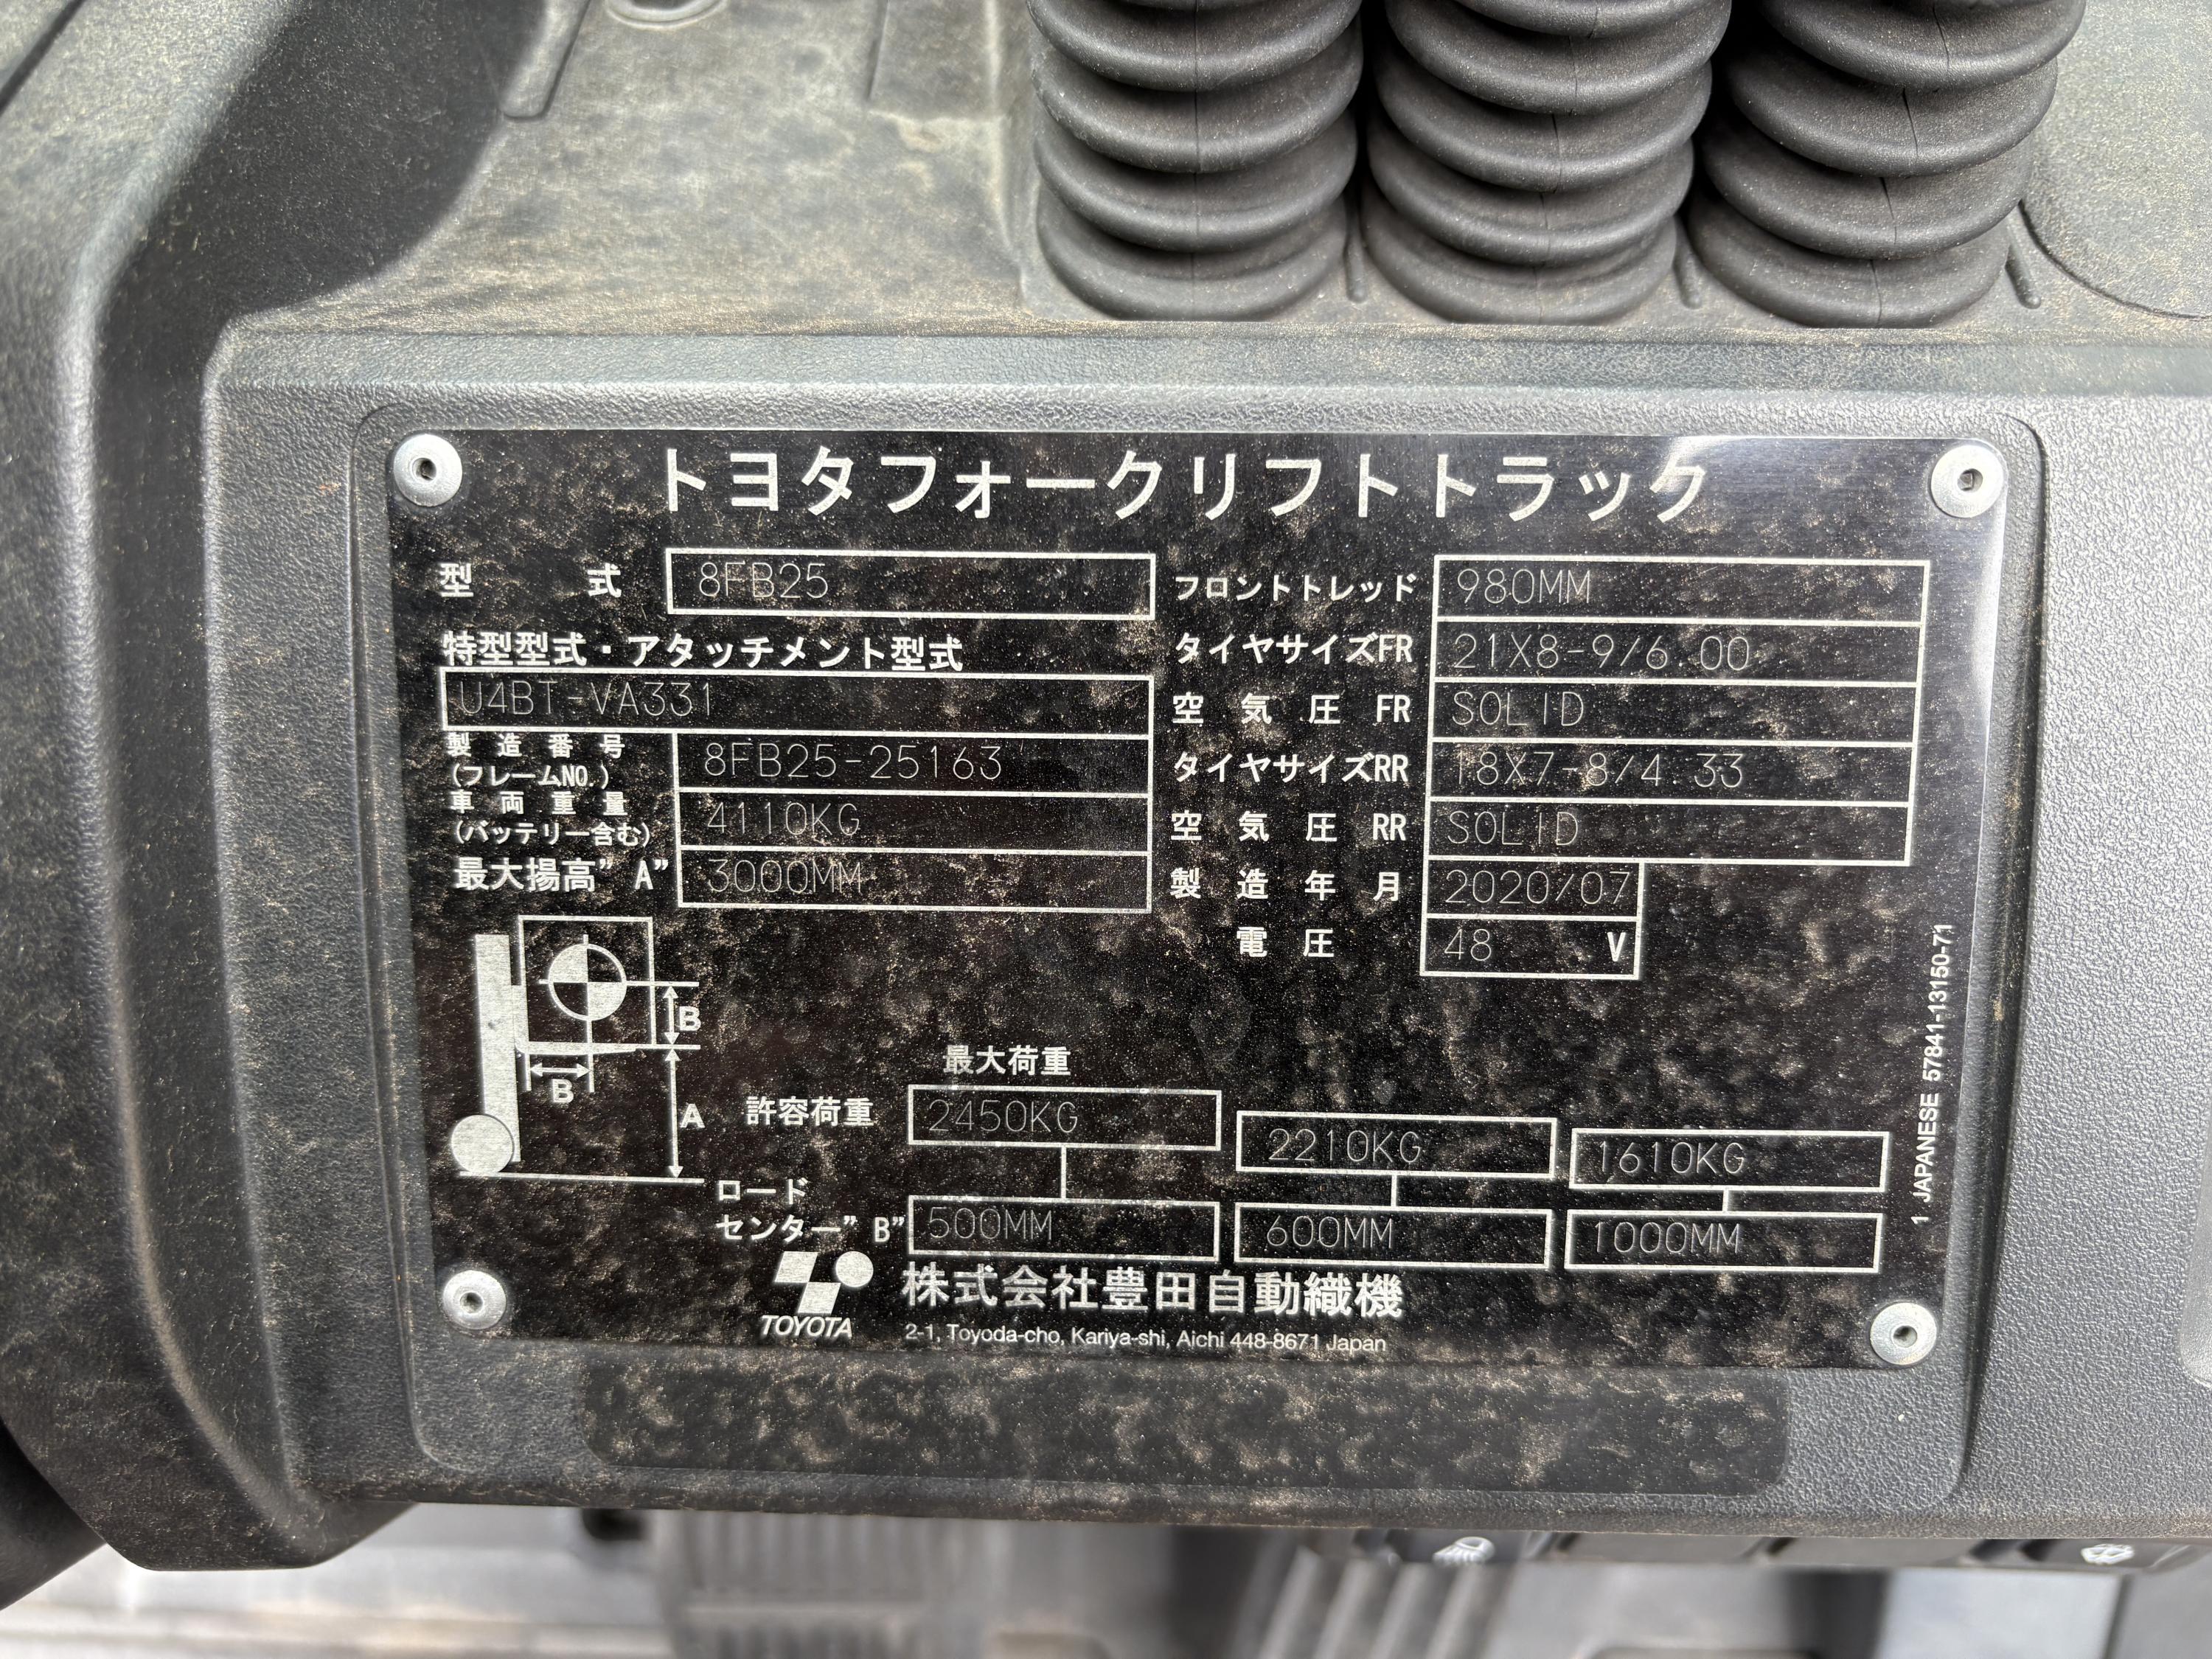 トヨタフォークリフトトラック
型式 8FB25
特型型式・アタッチメント型式
U4BT-VA331
製造番号
(フレームNO.) 8FB25-25163
車両重量
(バッテリー含む) 4110KG
最大揚高"A" 3000MM
フロントトレッド 980MM
タイヤサイズFR 21X8-9/6.00
空気圧FR SOLID
タイヤサイズRR 18X7-8/4.33
空気圧RR SOLID
製造年月 2020/07
電圧 48 V
B
B
A
最大荷重
許容荷重 2450KG 2210KG 1610KG
ロード
センター"B" 500MM 600MM 1000MM
TOYOTA
株式会社豊田自動織機
2-1, Toyoda-cho, Kariya-shi, Aichi 448-8671 Japan
1 JAPANESE 57841-13150-71